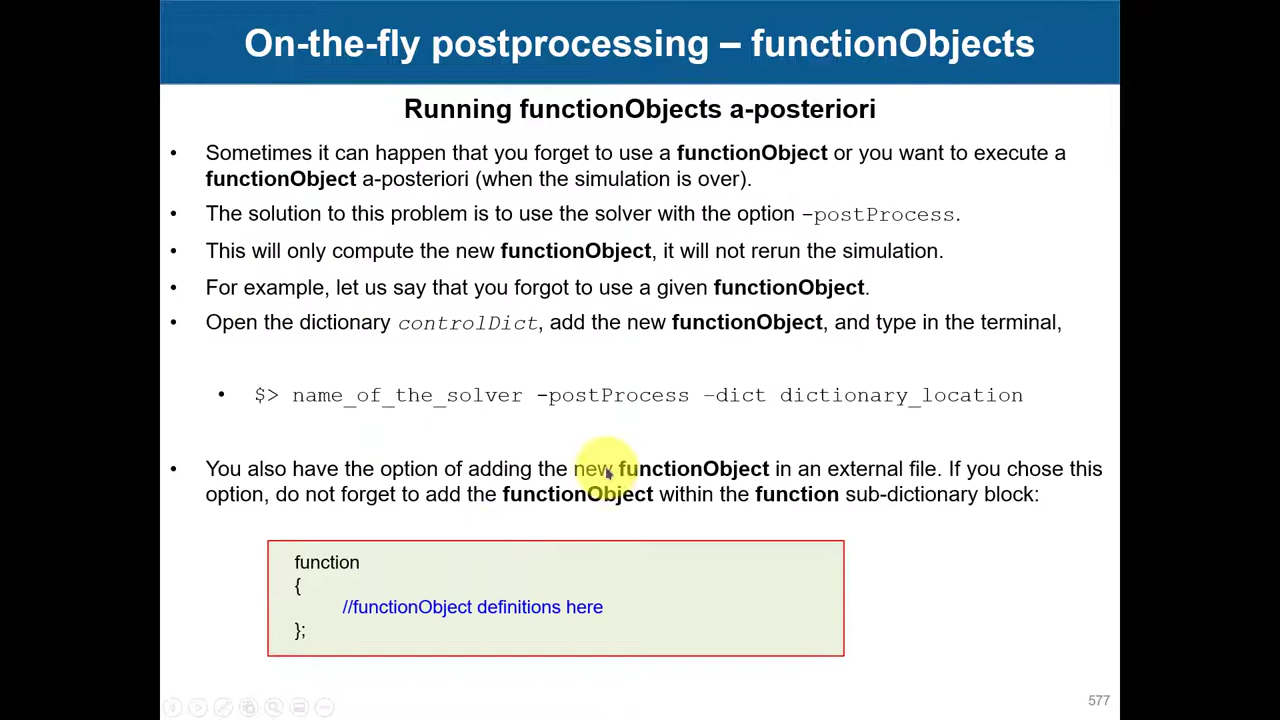 On-the-fly postprocessing – functionObjects
Running functionObjects a-posteriori
• Sometimes it can happen that you forget to use a functionObject or you want to execute a
functionObject a-posteriori (when the simulation is over).
• The solution to this problem is to use the solver with the option -postProcess.
• This will only compute the new functionObject, it will not rerun the simulation.
• For example, let us say that you forgot to use a given functionObject.
• Open the dictionary controlDict, add the new functionObject, and type in the terminal,
• $> name_of_the_solver -postProcess –dict dictionary_location
• You also have the option of adding the new functionObject in an external file. If you chose this
option, do not forget to add the functionObject within the function sub-dictionary block:
function
{
//functionObject definitions here
};
577